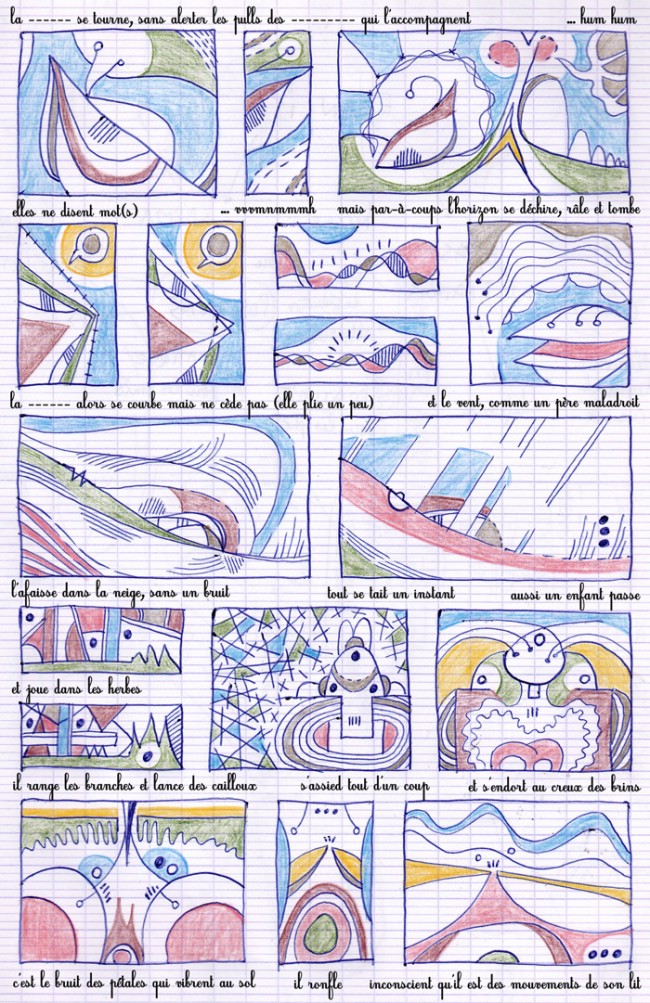 la ------ se tourne, sans alerter les pulls des --------- qui l'accompagnent ... hum hum
elles ne disent mot(s) ... vvvmnmmmh mais par-à-coups l'horizon se déchire, râle et tombe
la ------ alors se courbe mais ne cède pas (elle plie un peu) et le vent, comme un père maladroit
l'afaisse dans la neige, sans un bruit tout se tait un instant aussi un enfant passe
et joue dans les herbes
il range les branches et lance des cailloux s'assied tout d'un coup et s'endort au creux des brins
c'est le bruit des pétales qui vibrent au sol il ronfle inconscient qu'il est des mouvements de son lit